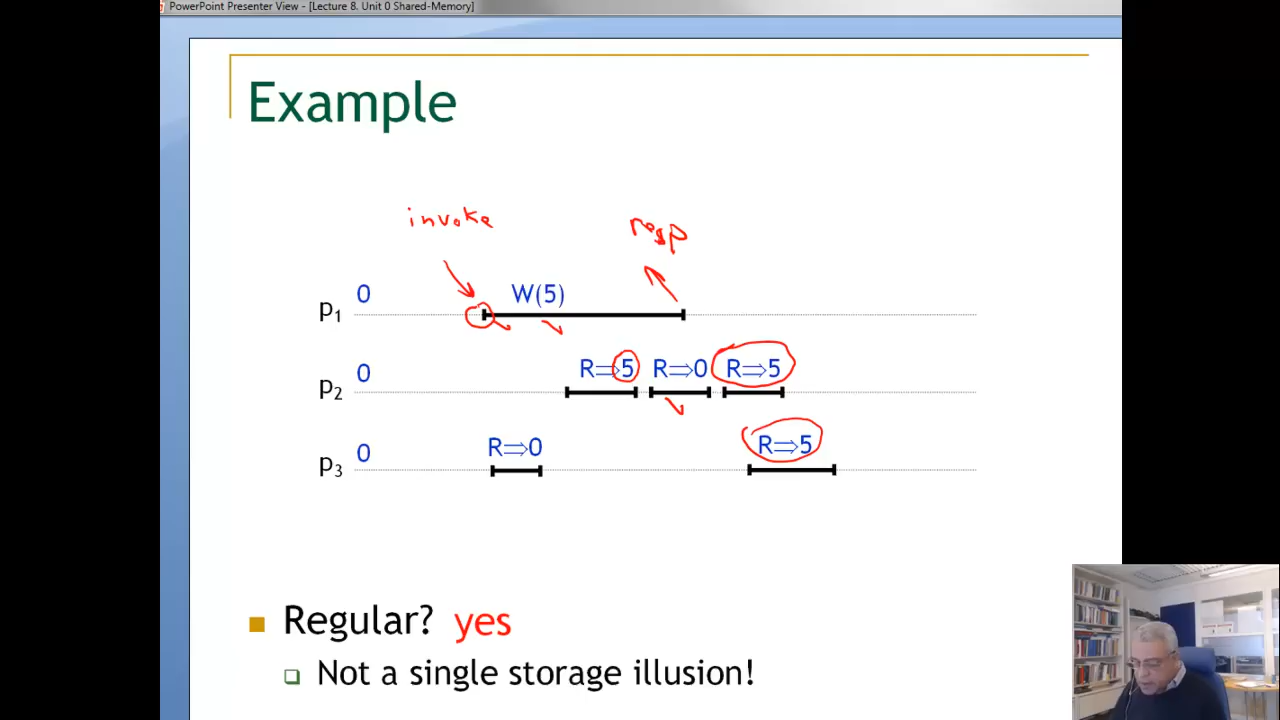 PowerPoint Presenter View - [Lecture 8. Unit 0 Shared-Memory]
Example
invoke
resp
0 W(5)
p1
0 R⇒5 R⇒0 R⇒5
p2
0 R⇒0 R⇒5
p3
Regular? yes
Not a single storage illusion!